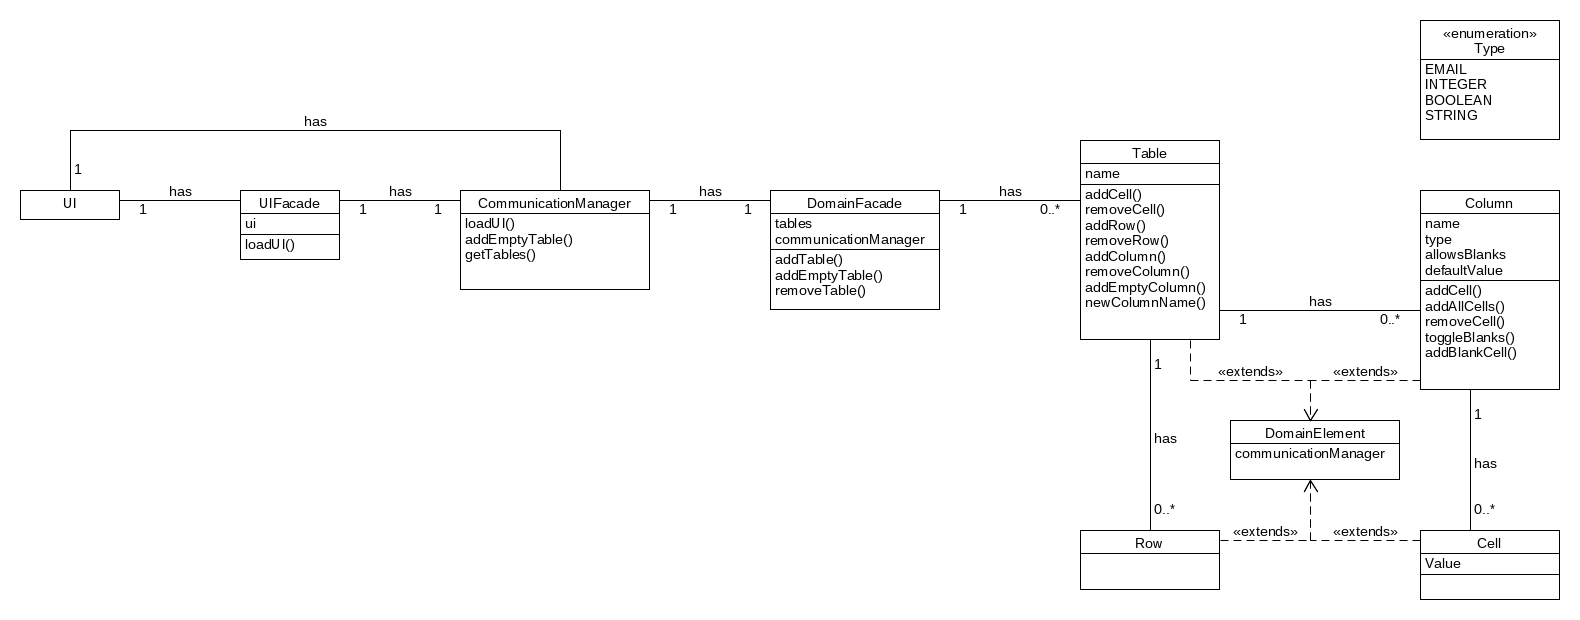 «enumeration»
Type
EMAIL
INTEGER
BOOLEAN
STRING
has
1
UI
has
1
UIFacade
ui
loadUI()
has
1
1
CommunicationManager
loadUI()
addEmptyTable()
getTables()
has
1
1
DomainFacade
tables
communicationManager
addTable()
addEmptyTable()
removeTable()
has
1
0..*
Table
name
addCell()
removeCell()
addRow()
removeRow()
addColumn()
removeColumn()
addEmptyColumn()
newColumnName()
has
1
0..*
Column
name
type
allowsBlanks
defaultValue
addCell()
addAllCells()
removeCell()
toggleBlanks()
addBlankCell()
«extends»
«extends»
1
has
0..*
DomainElement
communicationManager
1
has
0..*
«extends»
«extends»
Row
Cell
Value